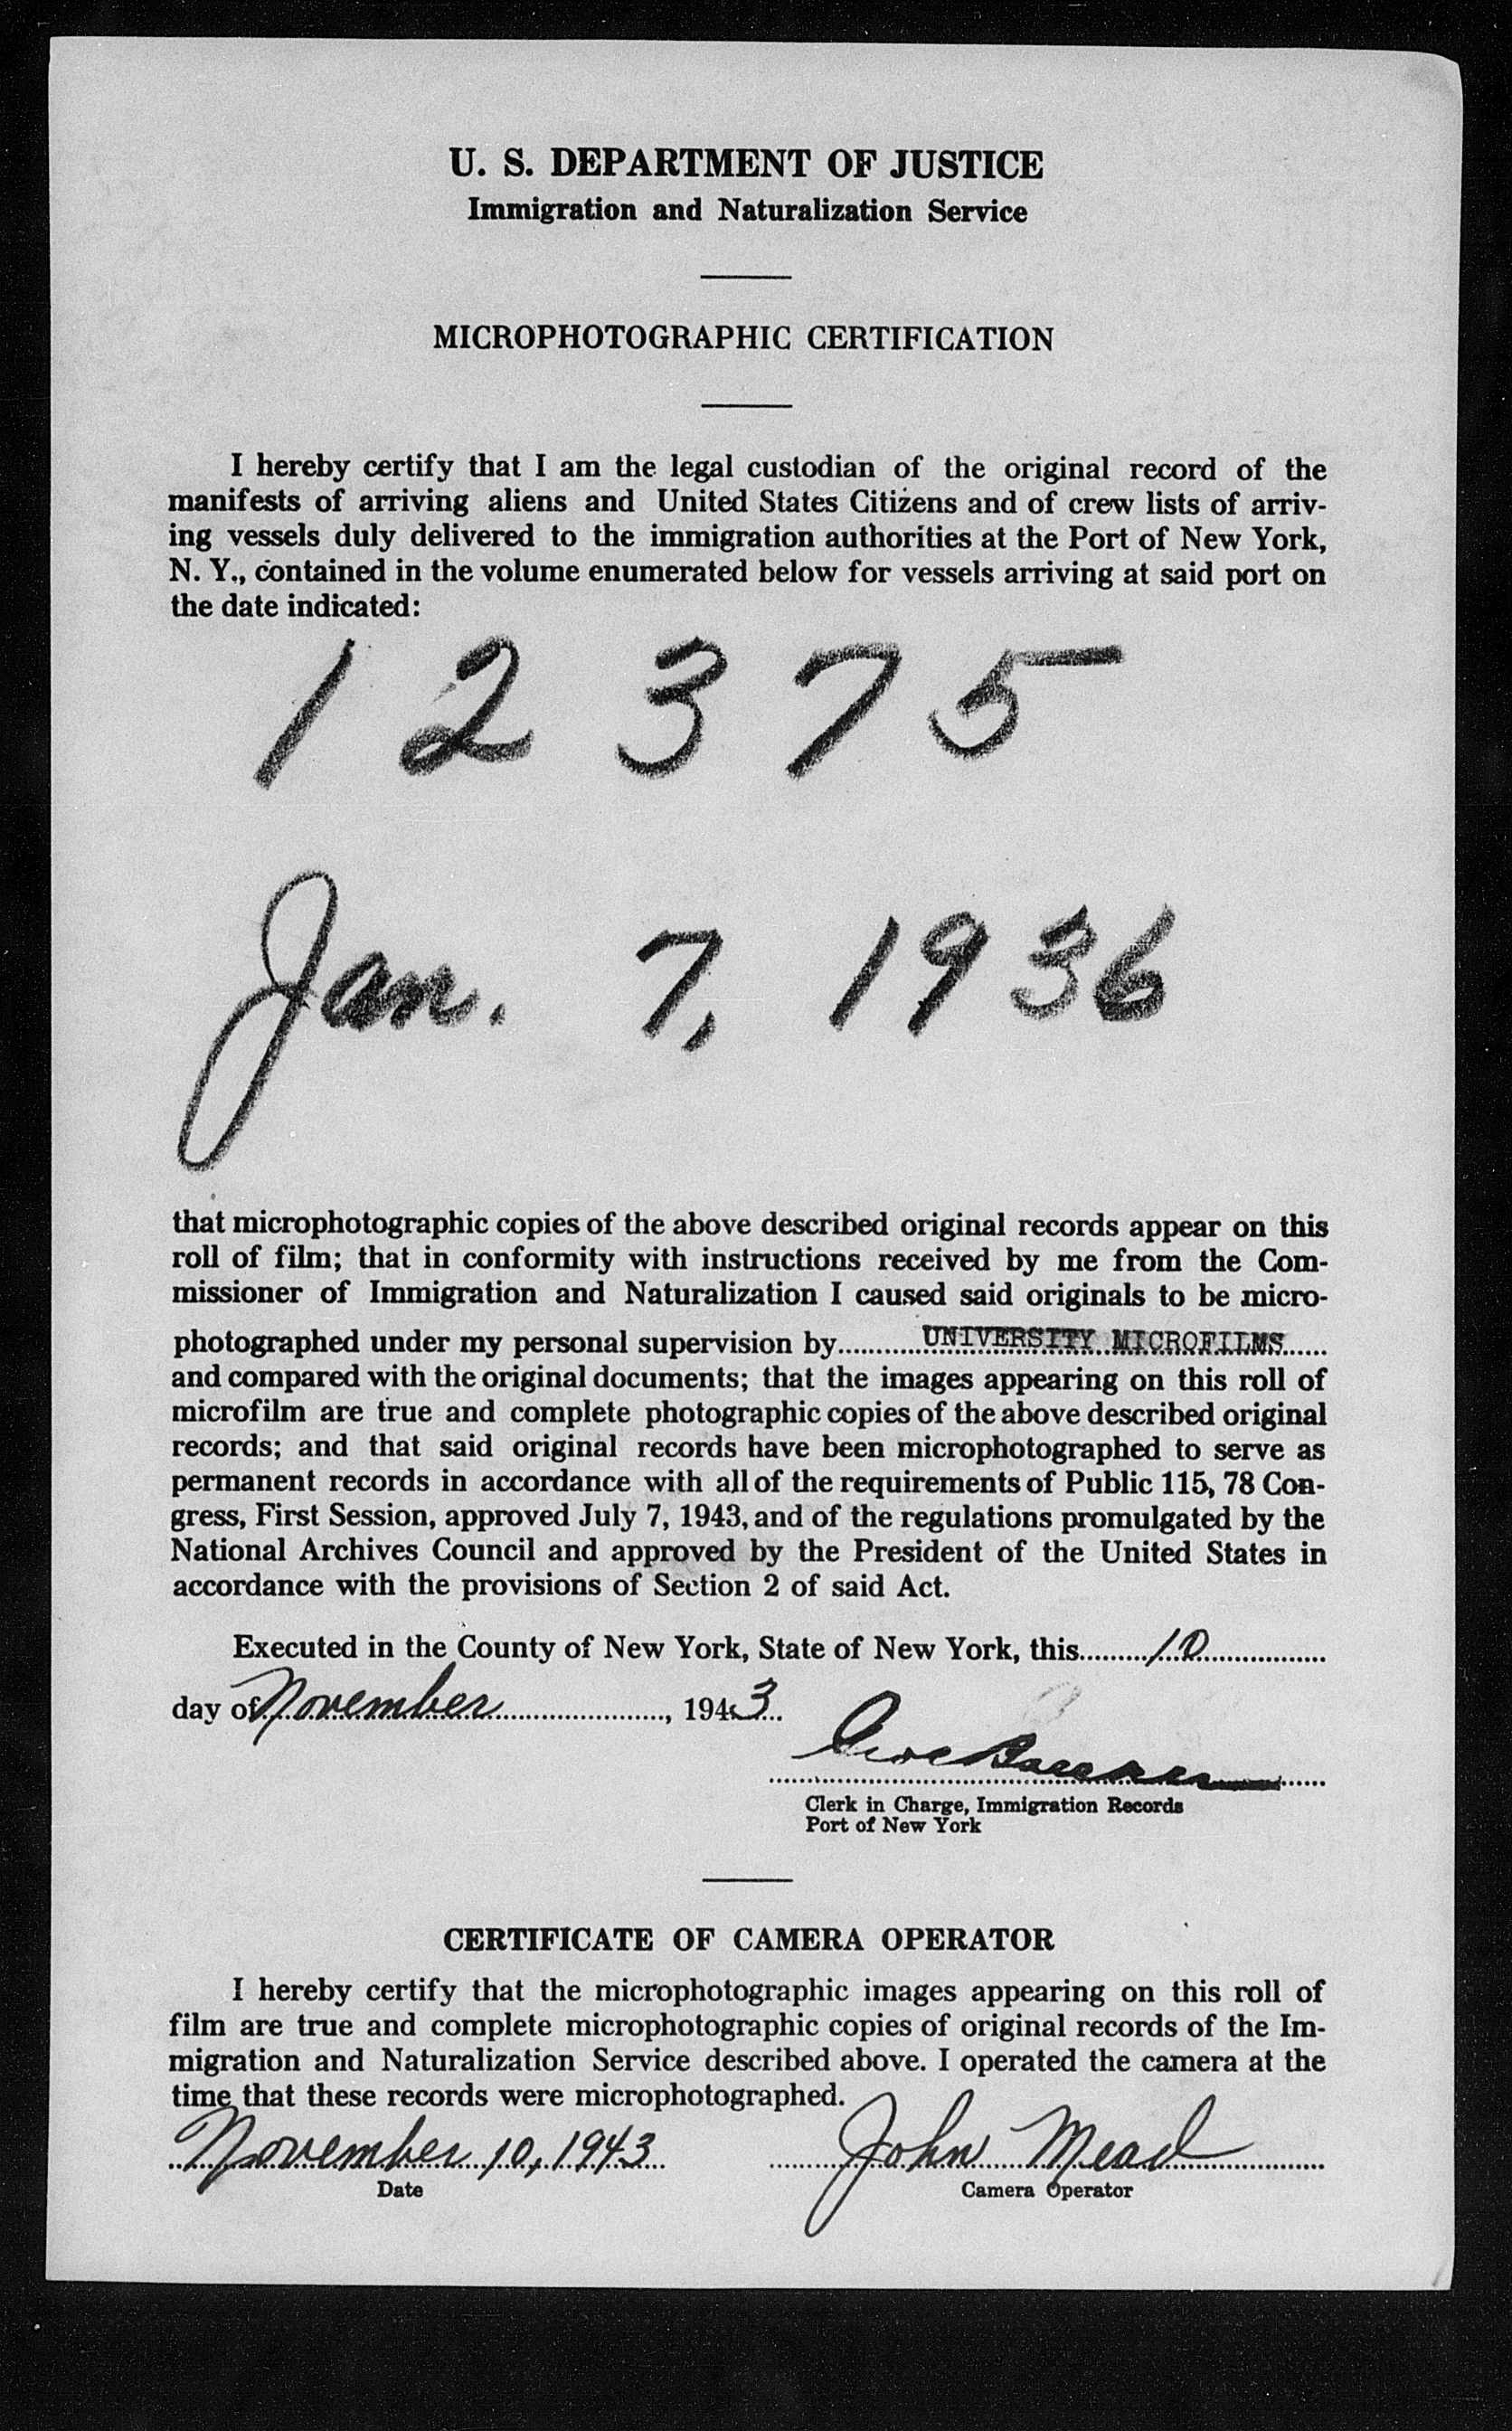 U. S. DEPARTMENT OF JUSTICE
Immigration and Naturalization Service
MICROPHOTOGRAPHIC CERTIFICATION
I hereby certify that I am the legal custodian of the original record of the
manifests of arriving aliens and United States Citizens and of crew lists of arriv-
ing vessels duly delivered to the immigration authorities at the Port of New York,
N. Y., contained in the volume enumerated below for vessels arriving at said port on
the date indicated:
1 2 3 7 5
Jan. 7, 1936
that microphotographic copies of the above described original records appear on this
roll of film; that in conformity with instructions received by me from the Com-
missioner of Immigration and Naturalization I caused said originals to be micro-
photographed under my personal supervision by UNIVERSITY MICROFILMS
and compared with the original documents; that the images appearing on this roll of
microfilm are true and complete photographic copies of the above described original
records; and that said original records have been microphotographed to serve as
permanent records in accordance with all of the requirements of Public 115, 78 Con-
gress, First Session, approved July 7, 1943, and of the regulations promulgated by the
National Archives Council and approved by the President of the United States in
accordance with the provisions of Section 2 of said Act.
Executed in the County of New York, State of New York, this 10
day of November, 1943
Clerk in Charge, Immigration Records
Port of New York
CERTIFICATE OF CAMERA OPERATOR
I hereby certify that the microphotographic images appearing on this roll of
film are true and complete microphotographic copies of original records of the Im-
migration and Naturalization Service described above. I operated the camera at the
time that these records were microphotographed.
November 10, 1943 John Mead
Date Camera Operator